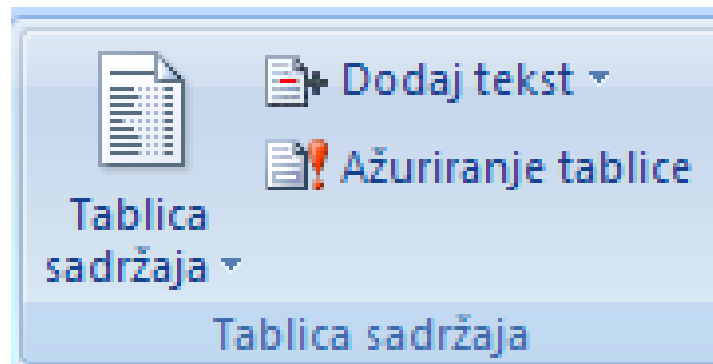 Dodaj tekst
Ažuriranje tablice
Tablica
sadržaja
Tablica sadržaja